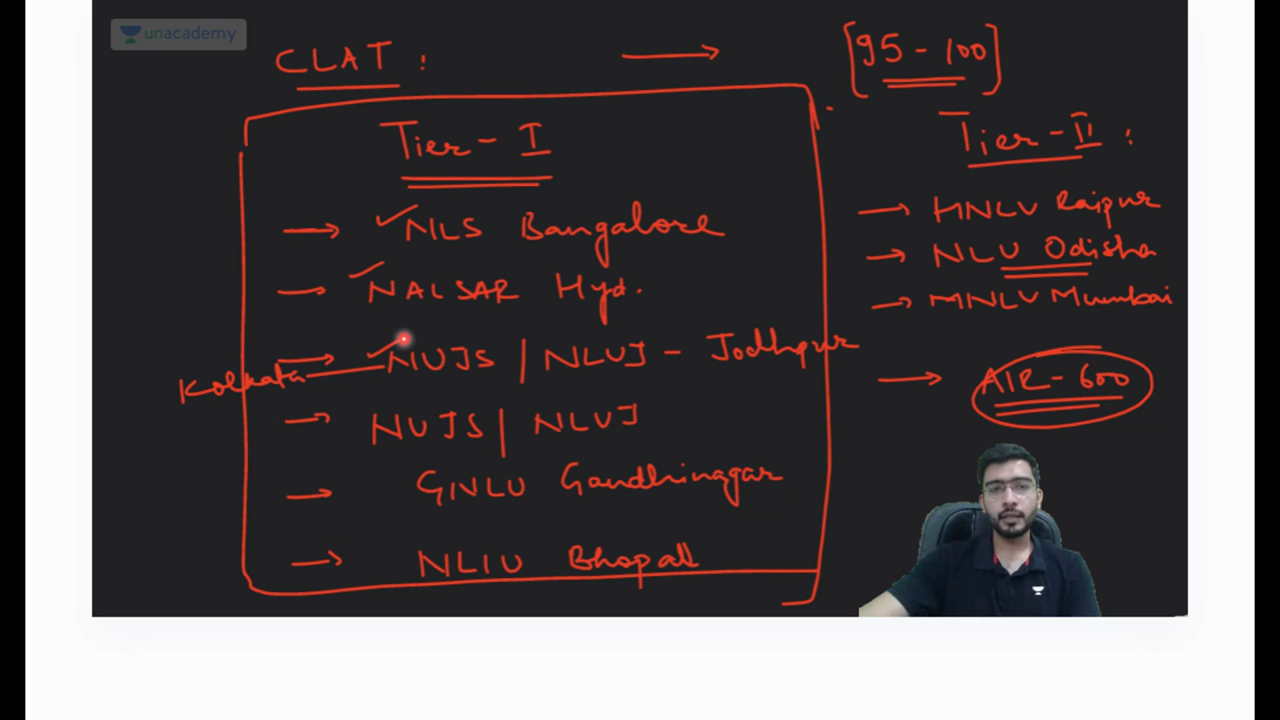 unacademy
CLAT :
[95 - 100]
Tier - I
NLS Bangalore
NALSAR Hyd.
NUJS | NLUJ - Jodhpur
Kolkata
NUJS | NLUJ
GNLU Gandhinagar
NLIU Bhopal
Tier - II :
HNLU Raipur
NLU Odisha
MNLU Mumbai
AIR - 600